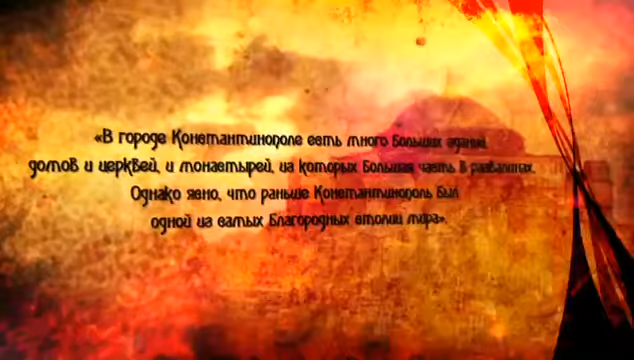 «В городе Константинополе есть много больших зданий,
домов и церквей, и монастырей, из которых большая часть в развалинах.
Однако ясно, что раньше Константинополь был
одной из самых благородных столиц мира».